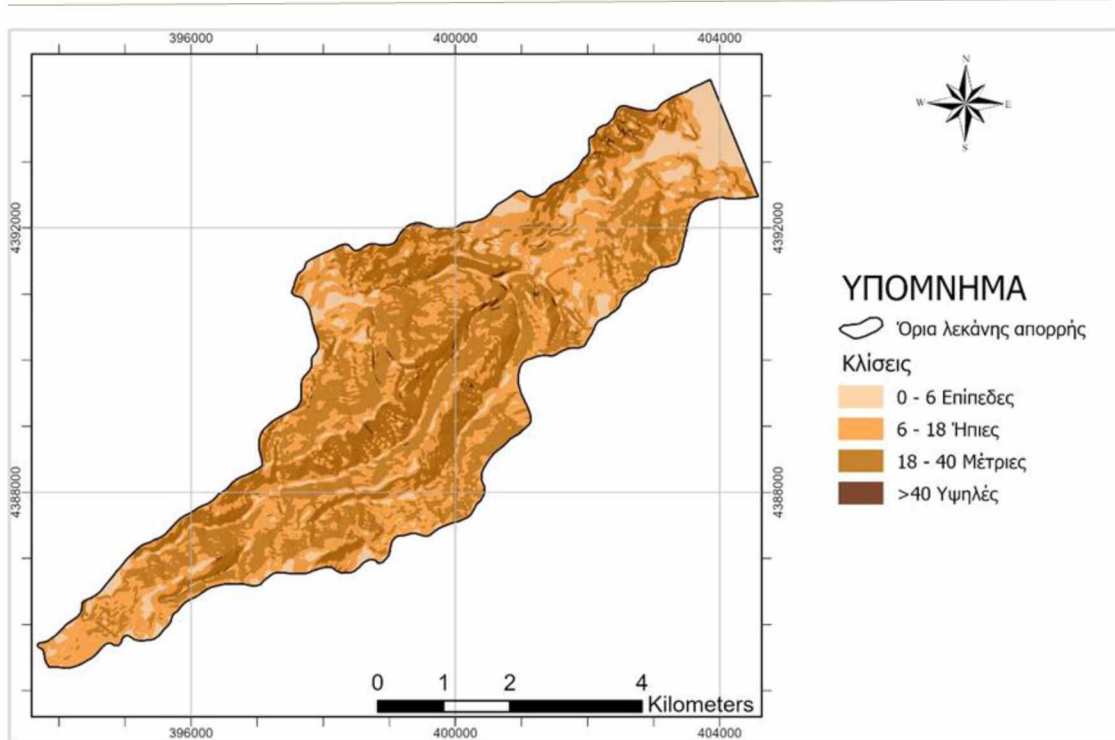 396000 400000 404000
N
W E
S
4392000 4392000
ΥΠΟΜΝΗΜΑ
Όρια λεκάνης απορρής
Κλίσεις
0 - 6 Επίπεδες
6 - 18 Ήπιες
18 - 40 Μέτριες
>40 Υψηλές
4388000 4388000
0 1 2 4
Kilometers
396000 400000 404000